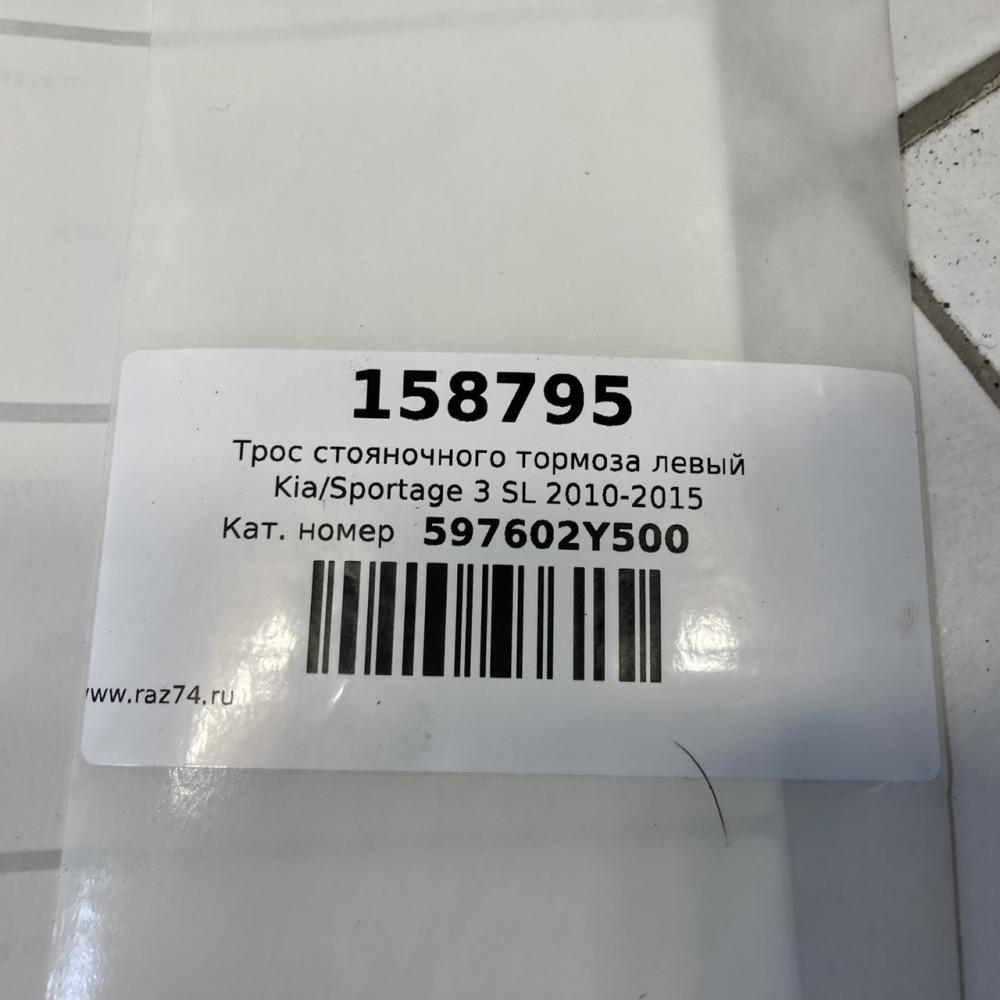 158795
Трос стояночного тормоза левый
Kia/Sportage 3 SL 2010-2015
Кат. номер 597602Y500
www.raz74.ru